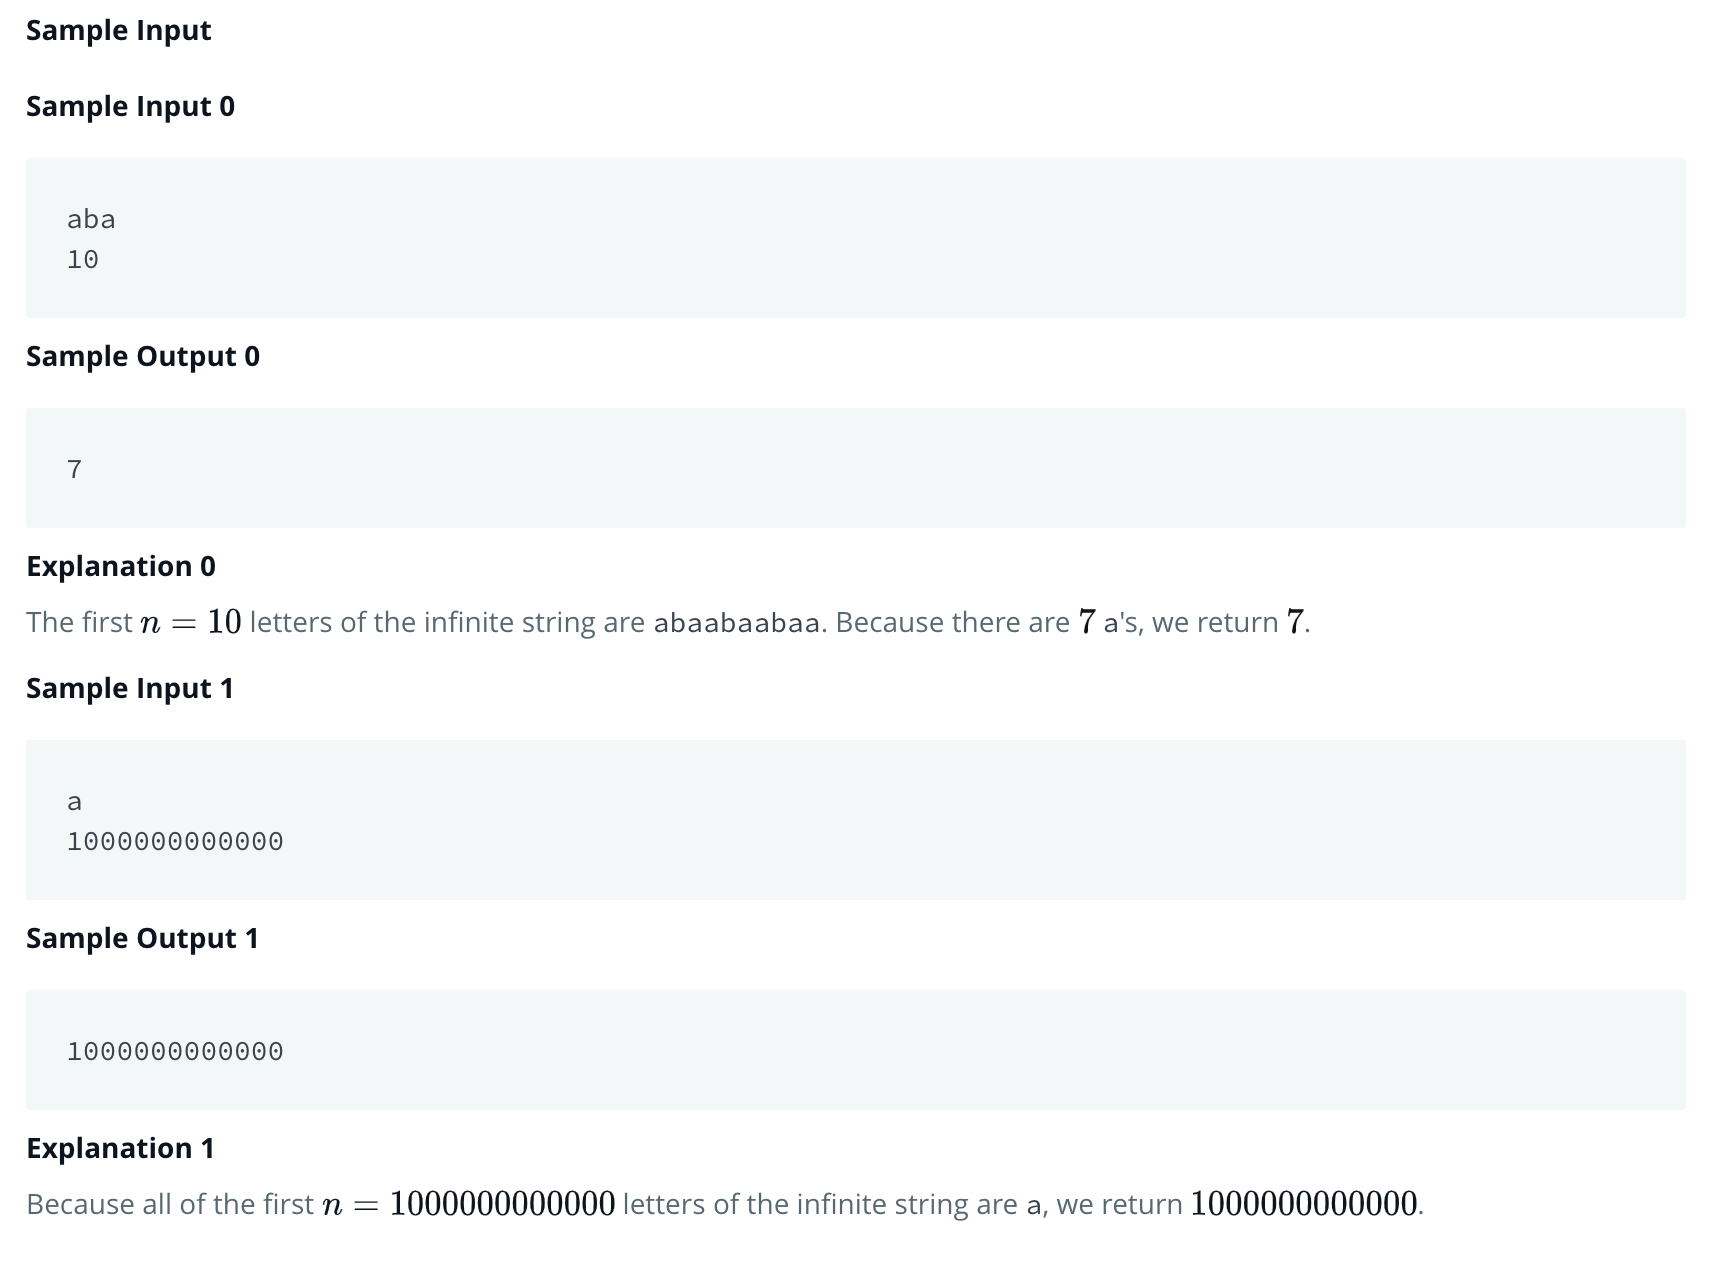 Sample Input
Sample Input 0
aba
10
Sample Output 0
7
Explanation 0
The first n = 10 letters of the infinite string are abaabaabaa. Because there are 7 a's, we return 7.
Sample Input 1
a
1000000000000
Sample Output 1
1000000000000
Explanation 1
Because all of the first n = 1000000000000 letters of the infinite string are a, we return 1000000000000.